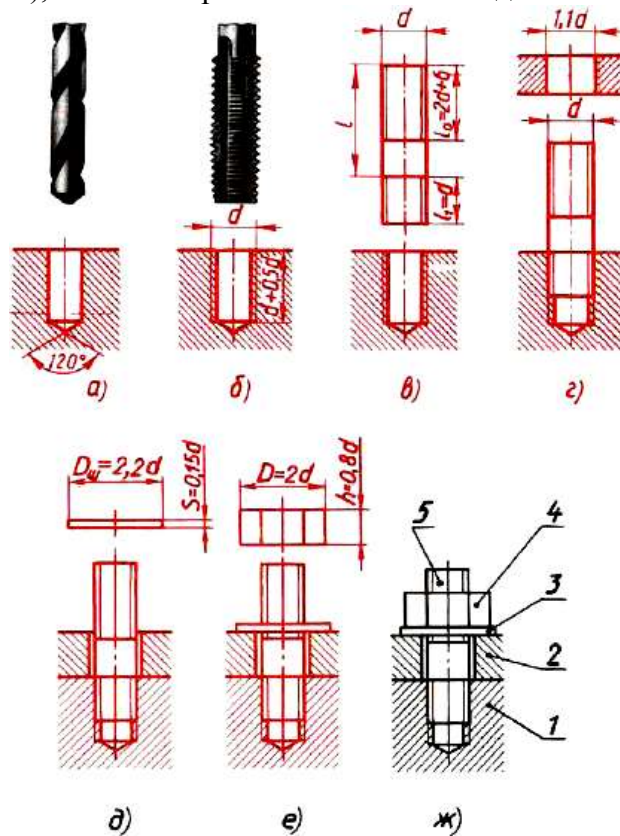 d
1,1d
l
l₀=2d+6
d
d
d+0,5d
l₁=d
120°
а)
б)
в)
г)
Dш=2,2d
S=0,15d
D=2d
h=0,8d
5
4
3
2
1
д)
е)
ж)